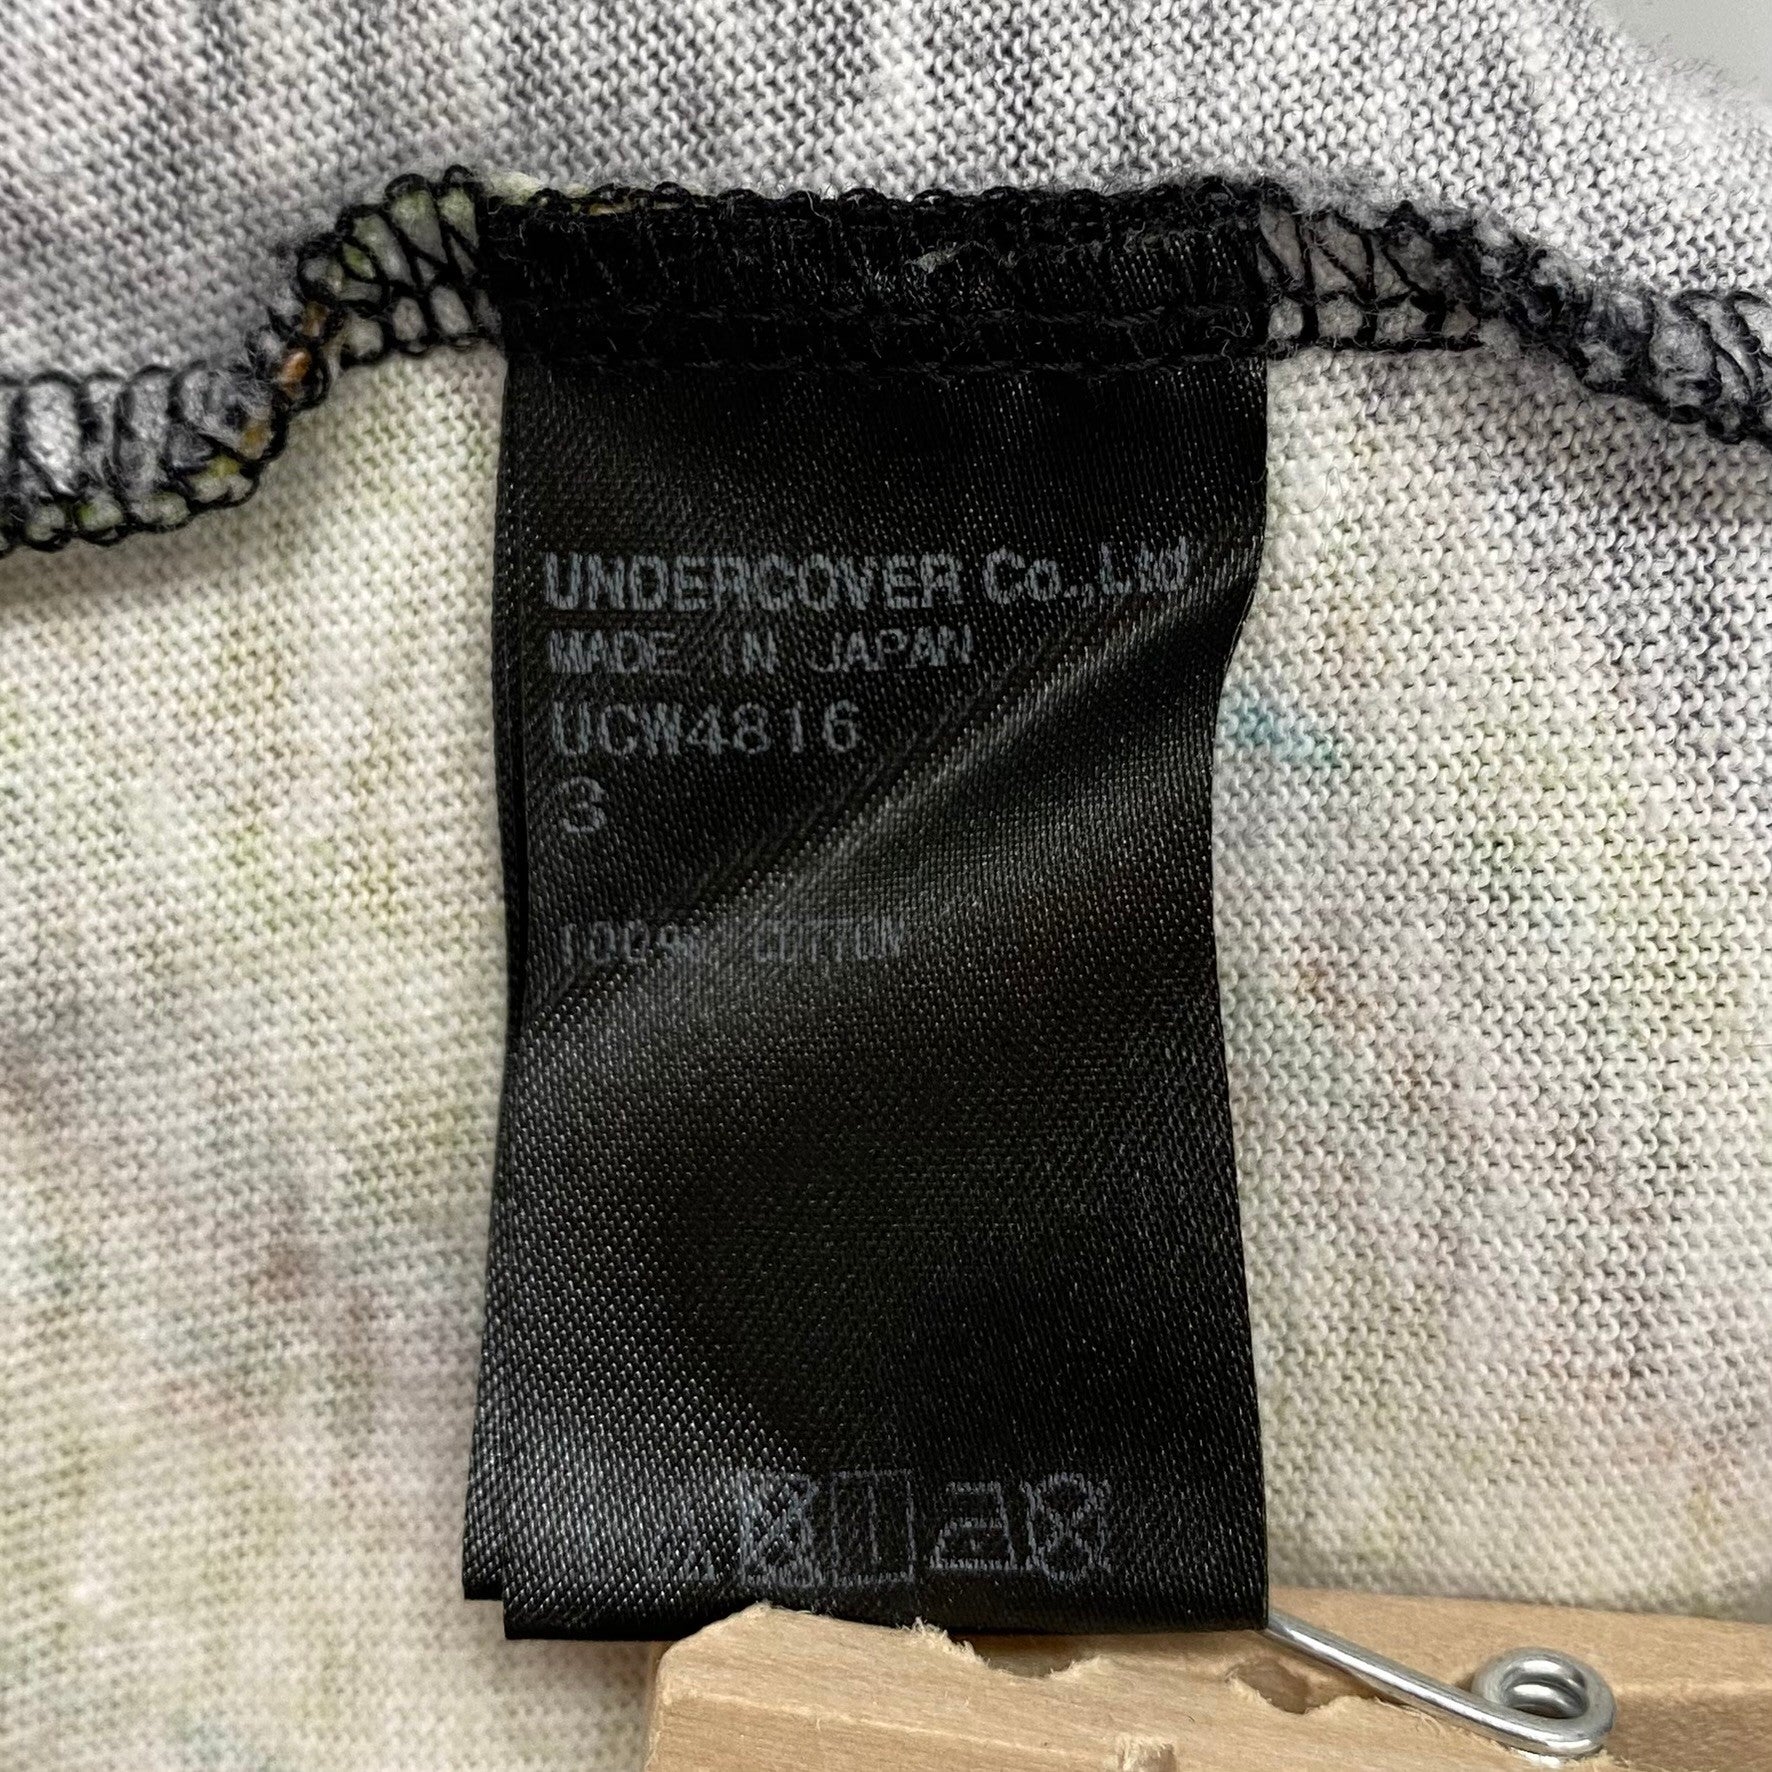 UNDERCOVER Co.,Ltd
MADE IN JAPAN
UCW4816
3
100% COTTON